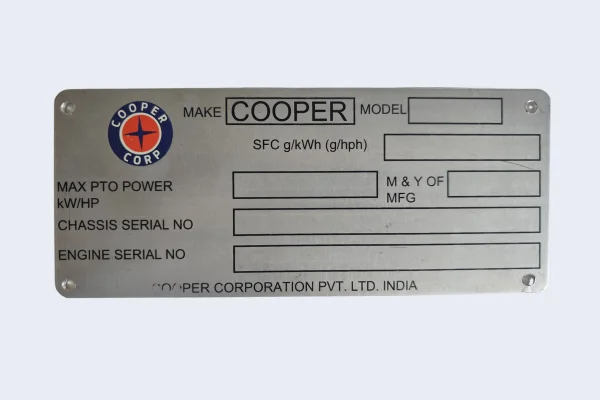 COOPER
CORP
MAKE COOPER MODEL
SFC g/kWh (g/hph)
MAX PTO POWER
kW/HP
M & Y OF
MFG
CHASSIS SERIAL NO
ENGINE SERIAL NO
COOPER CORPORATION PVT. LTD. INDIA